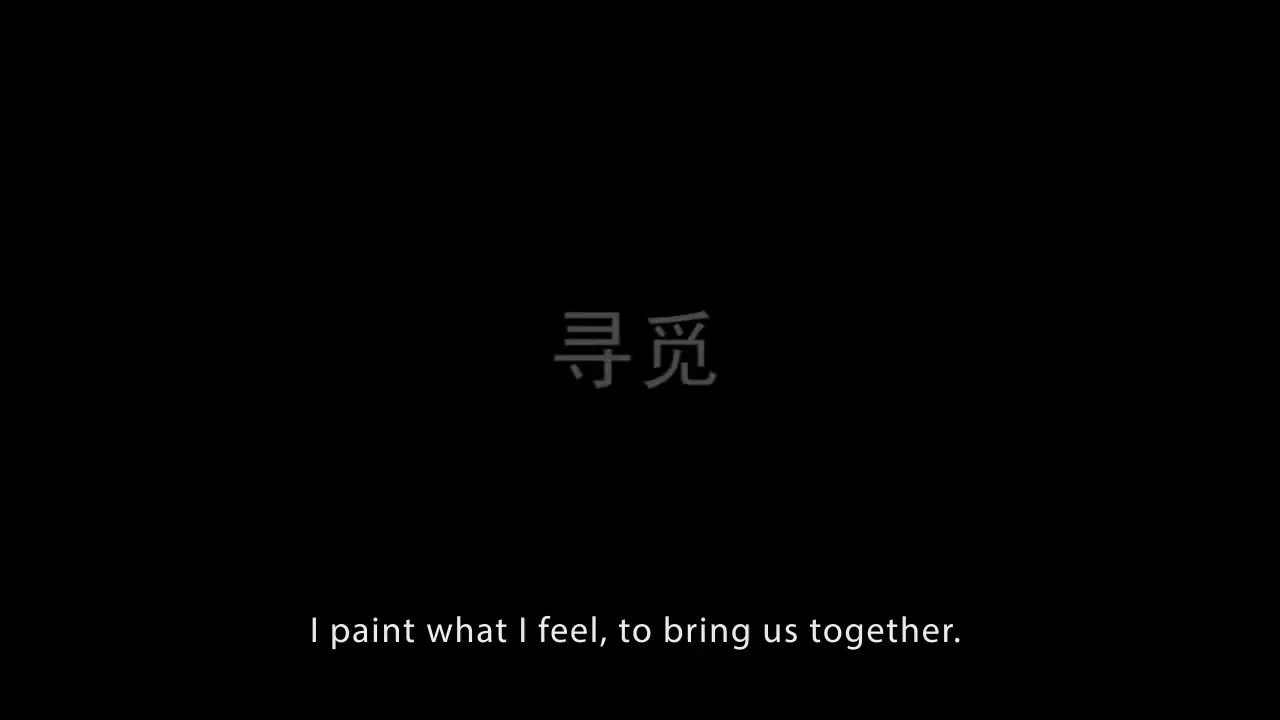 寻觅
I paint what I feel, to bring us together.